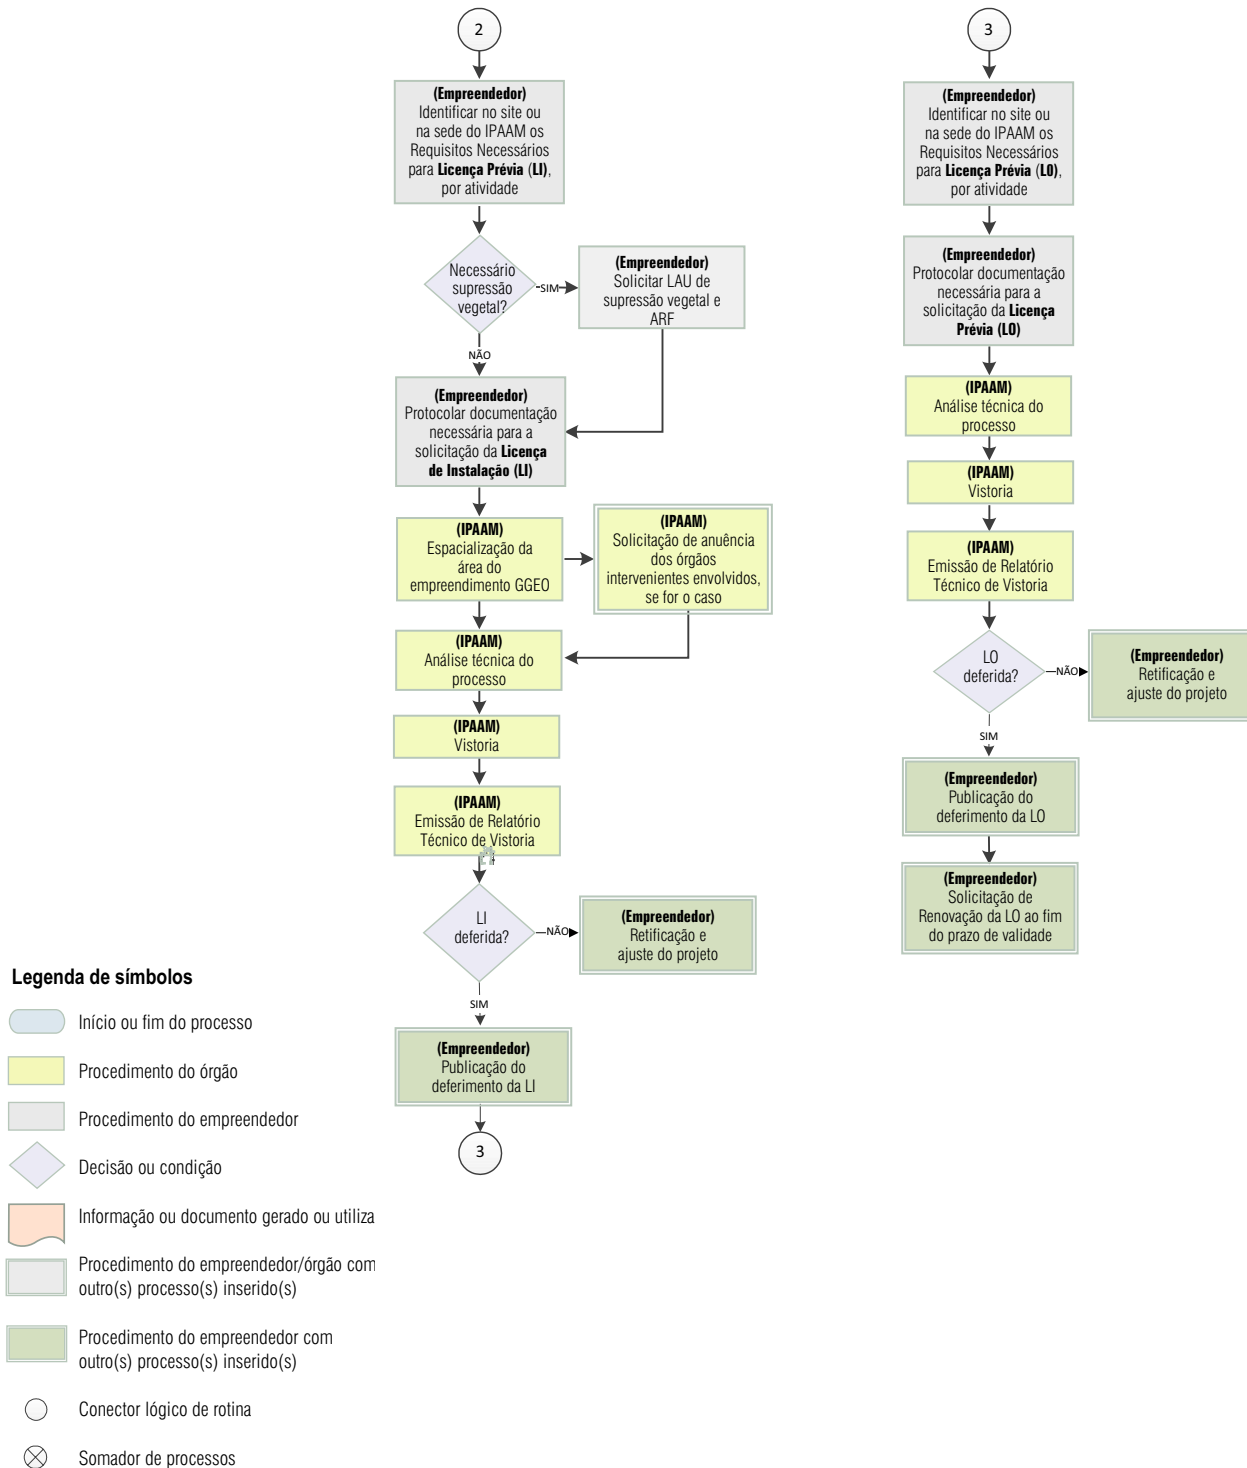 2
(Empreendedor)
Identificar no site ou
na sede do IPAAM os
Requisitos Necessários
para Licença Prévia (LI),
por atividade
Necessário
supressão
vegetal?
SIM
(Empreendedor)
Solicitar LAU de
supressão vegetal e
ARF
NÃO
(Empreendedor)
Protocolar documentação
necessária para a
solicitação da Licença
de Instalação (LI)
(IPAAM)
Espacialização da
área do
empreendimento GGEO
(IPAAM)
Solicitação de anuência
dos órgãos
intervenientes envolvidos,
se for o caso
(IPAAM)
Análise técnica do
processo
(IPAAM)
Vistoria
(IPAAM)
Emissão de Relatório
Técnico de Vistoria
LI
deferida?
NÃO
(Empreendedor)
Retificação e
ajuste do projeto
SIM
(Empreendedor)
Publicação do
deferimento da LI
3
3
(Empreendedor)
Identificar no site ou
na sede do IPAAM os
Requisitos Necessários
para Licença Prévia (LO),
por atividade
(Empreendedor)
Protocolar documentação
necessária para a
solicitação da Licença
Prévia (LO)
(IPAAM)
Análise técnica do
processo
(IPAAM)
Vistoria
(IPAAM)
Emissão de Relatório
Técnico de Vistoria
LO
deferida?
NÃO
(Empreendedor)
Retificação e
ajuste do projeto
SIM
(Empreendedor)
Publicação do
deferimento da LO
(Empreendedor)
Solicitação de
Renovação da LO ao fim
do prazo de validade
Legenda de símbolos
Início ou fim do processo
Procedimento do órgão
Procedimento do empreendedor
Decisão ou condição
Informação ou documento gerado ou utiliza
Procedimento do empreendedor/órgão com
outro(s) processo(s) inserido(s)
Procedimento do empreendedor com
outro(s) processo(s) inserido(s)
Conector lógico de rotina
Somador de processos